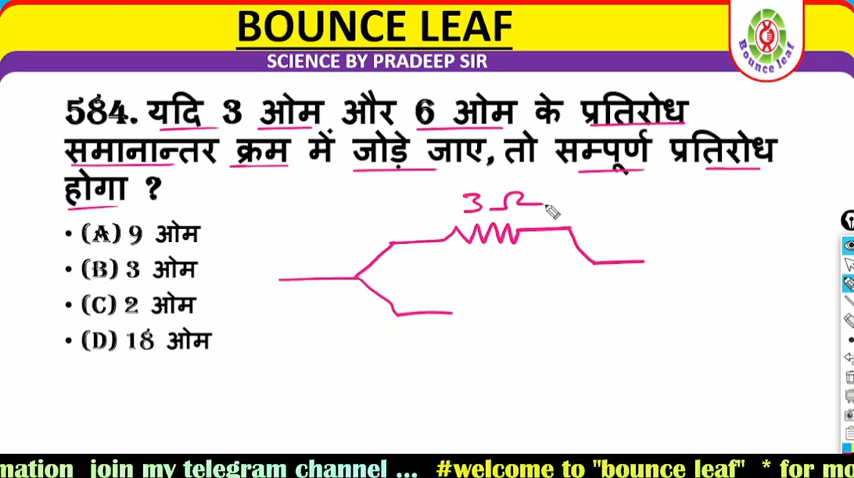 BOUNCE LEAF
SCIENCE BY PRADEEP SIR
Bounce leaf
584. यदि 3 ओम और 6 ओम के प्रतिरोध
समानान्तर क्रम में जोड़े जाए, तो सम्पूर्ण प्रतिरोध
होगा ?
3 Ω
• (A) 9 ओम
• (B) 3 ओम
• (C) 2 ओम
• (D) 18 ओम
mation join my telegram channel ... #welcome to "bounce leaf" * for mo